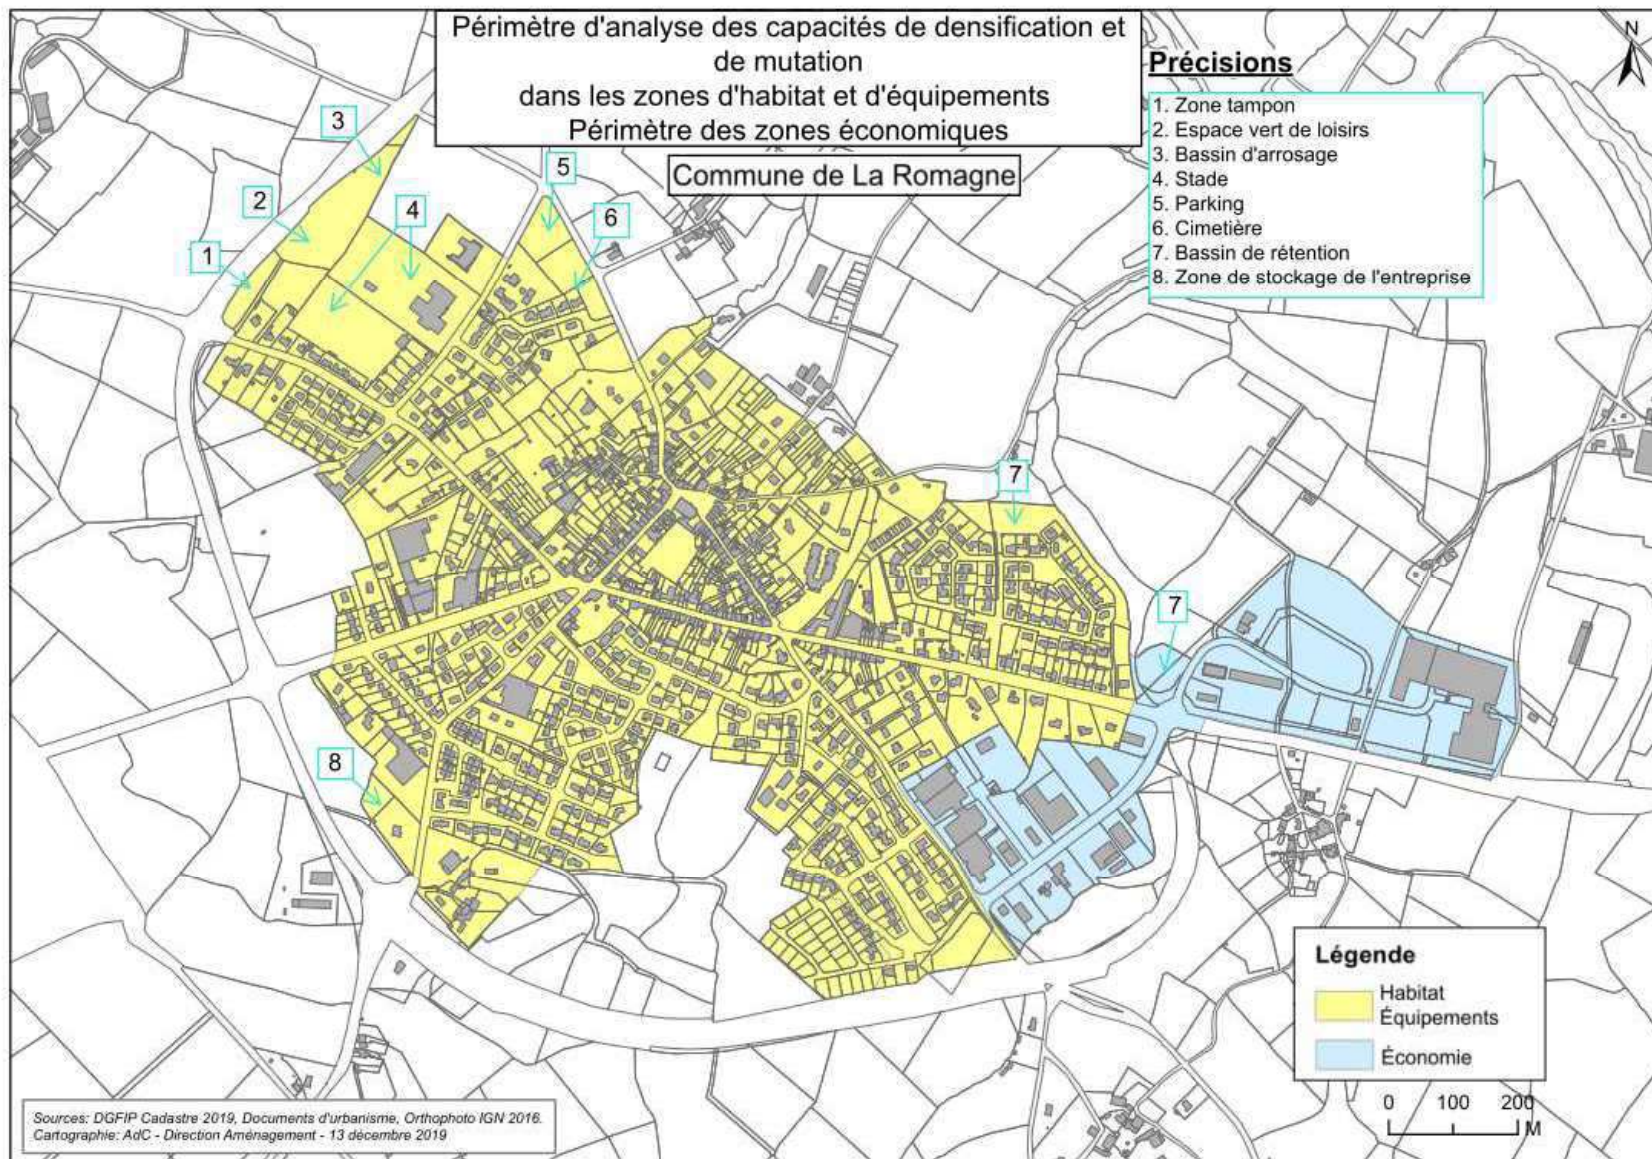 Périmètre d'analyse des capacités de densification et
de mutation
dans les zones d'habitat et d'équipements
Périmètre des zones économiques
Commune de La Romagne
N
Précisions
1. Zone tampon
2. Espace vert de loisirs
3. Bassin d'arrosage
4. Stade
5. Parking
6. Cimetière
7. Bassin de rétention
8. Zone de stockage de l'entreprise
3
5
2
4
6
1
7
7
8
Légende
Habitat
Équipements
Économie
0 100 200
M
Sources: DGFIP Cadastre 2019, Documents d'urbanisme, Orthophoto IGN 2016.
Cartographie: AdC - Direction Aménagement - 13 décembre 2019